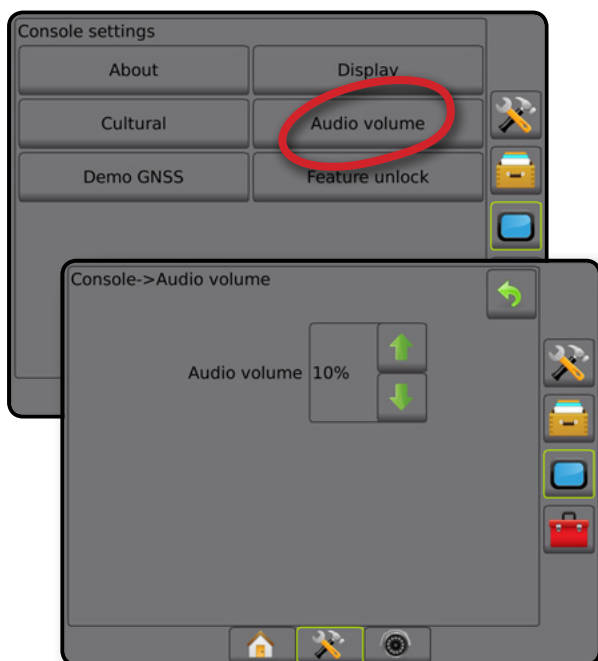 Console settings
About
Display
Cultural
Audio volume
Demo GNSS
Feature unlock
Console->Audio volume
Audio volume 10%